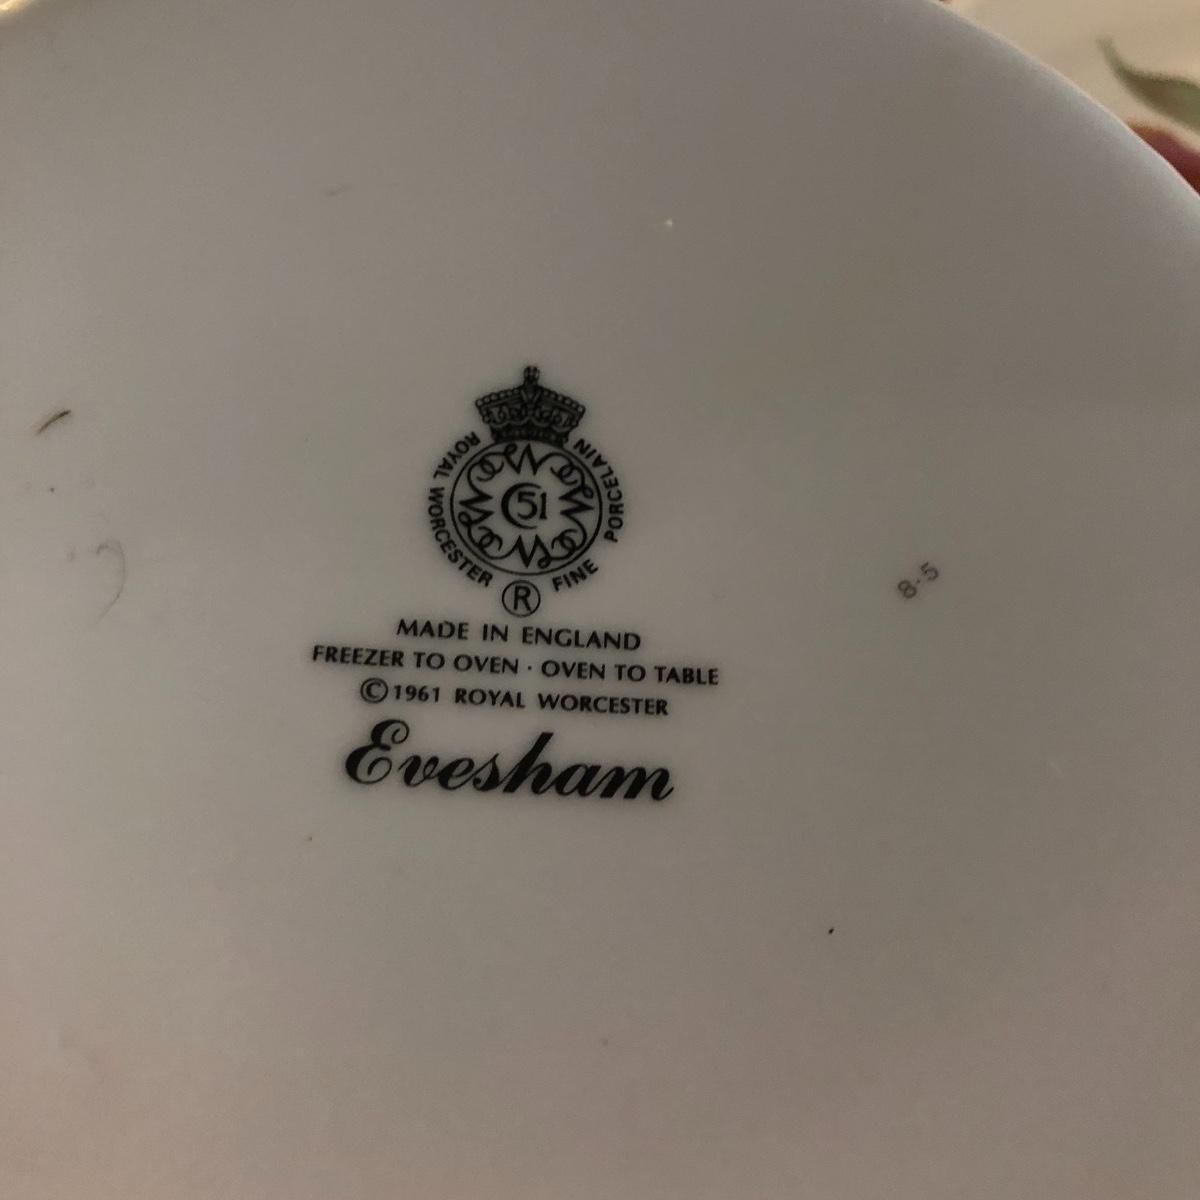 ROYAL WORCESTER FINE PORCELAIN
51
®
MADE IN ENGLAND
FREEZER TO OVEN · OVEN TO TABLE
©1961 ROYAL WORCESTER
Evesham
8·5